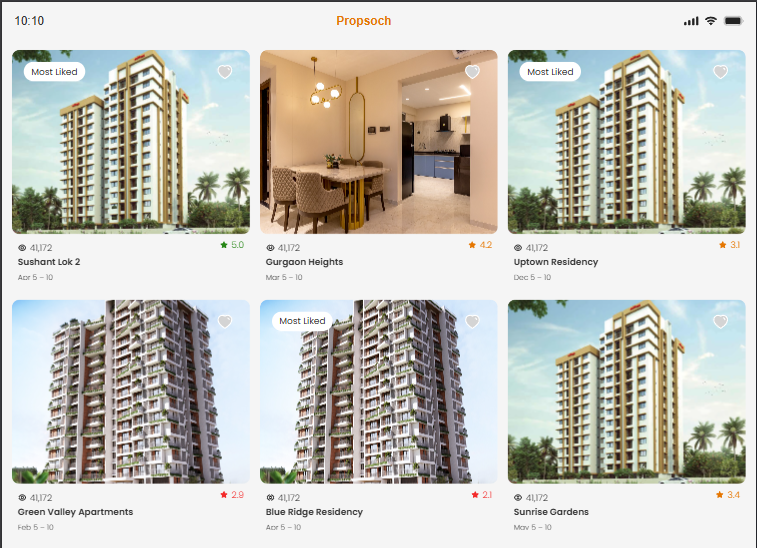 10:10
Propsoch
Most Liked
Most Liked
41,172
5.0
Sushant Lok 2
Apr 5 – 10
41,172
4.2
Gurgaon Heights
Mar 5 – 10
41,172
3.1
Uptown Residency
Dec 5 – 10
Most Liked
41,172
2.9
Green Valley Apartments
Feb 5 – 10
41,172
2.1
Blue Ridge Residency
Apr 5 – 10
41,172
3.4
Sunrise Gardens
May 5 – 10